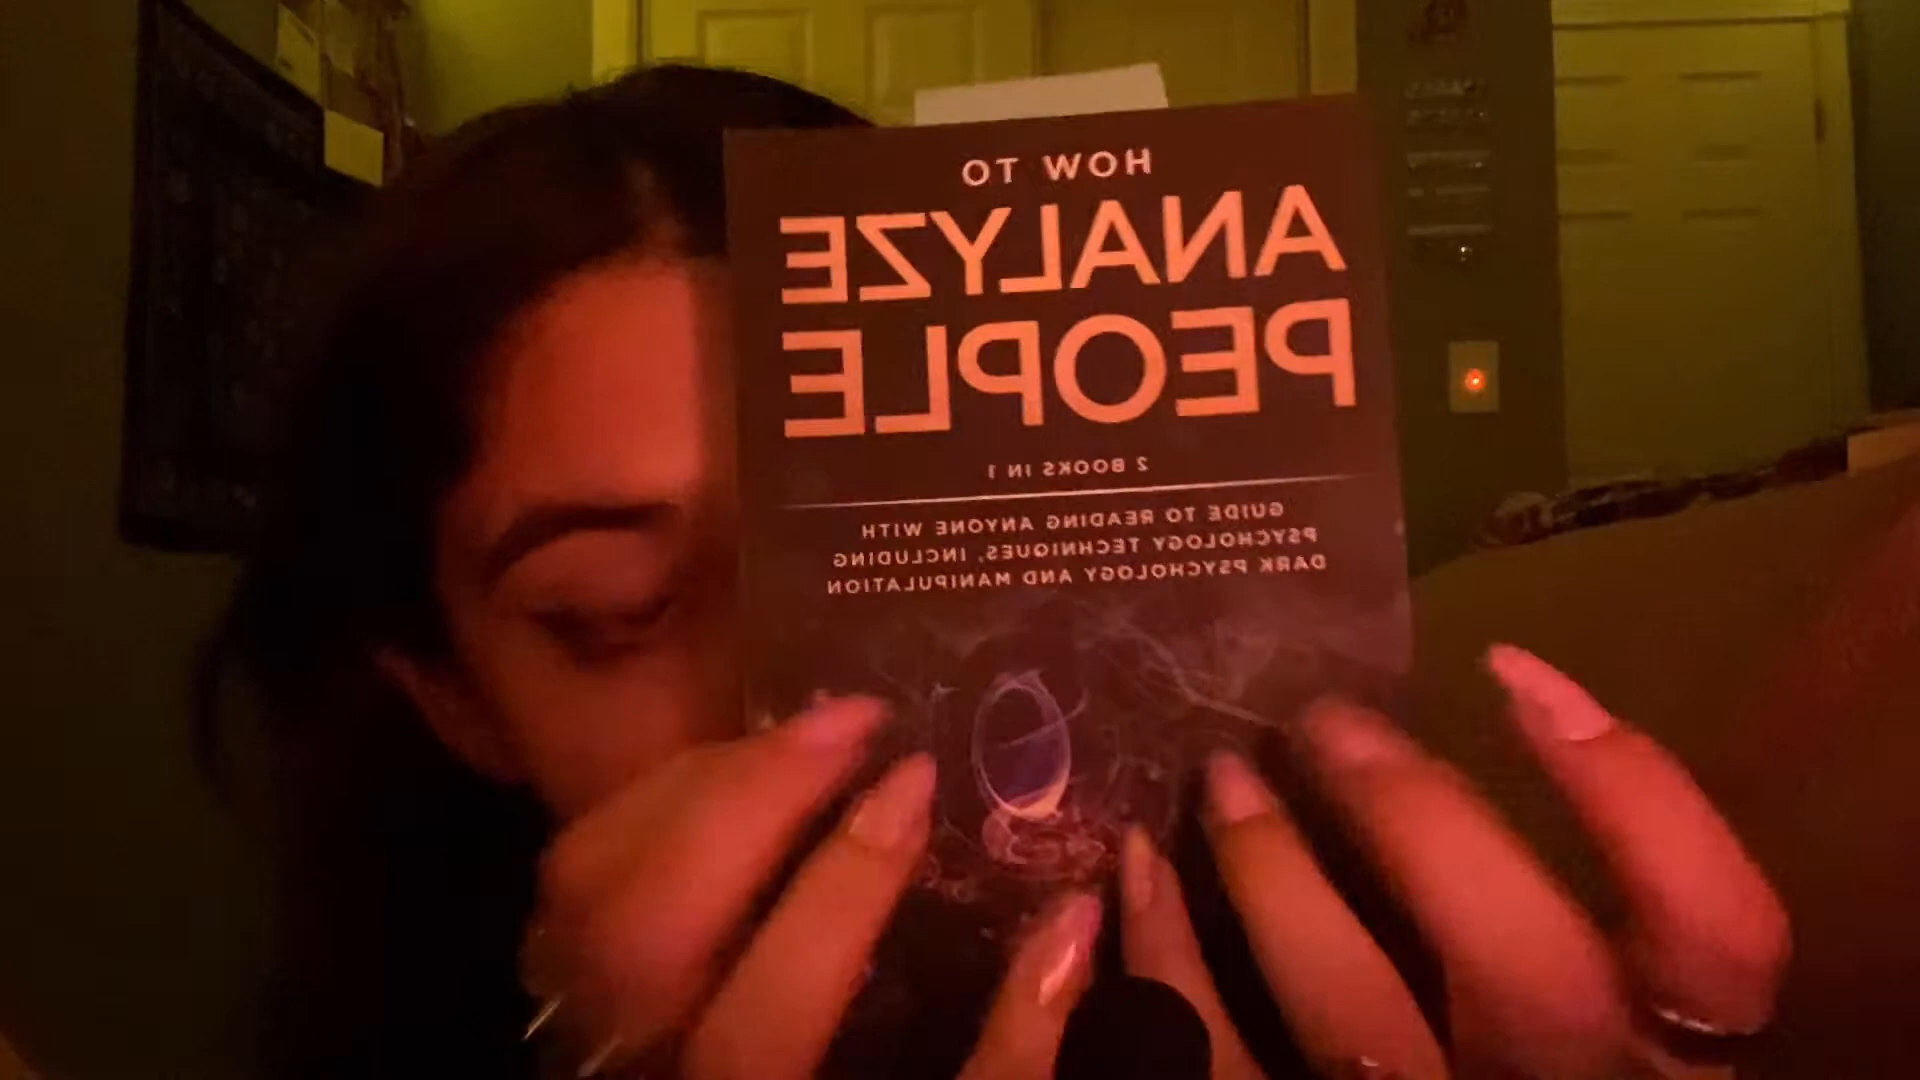 HOW TO
ANALYZE
PEOPLE
2 BOOKS IN 1
GUIDE TO READING ANYONE WITH
PSYCHOLOGY TECHNIQUES, INCLUDING
DARK PSYCHOLOGY AND MANIPULATION